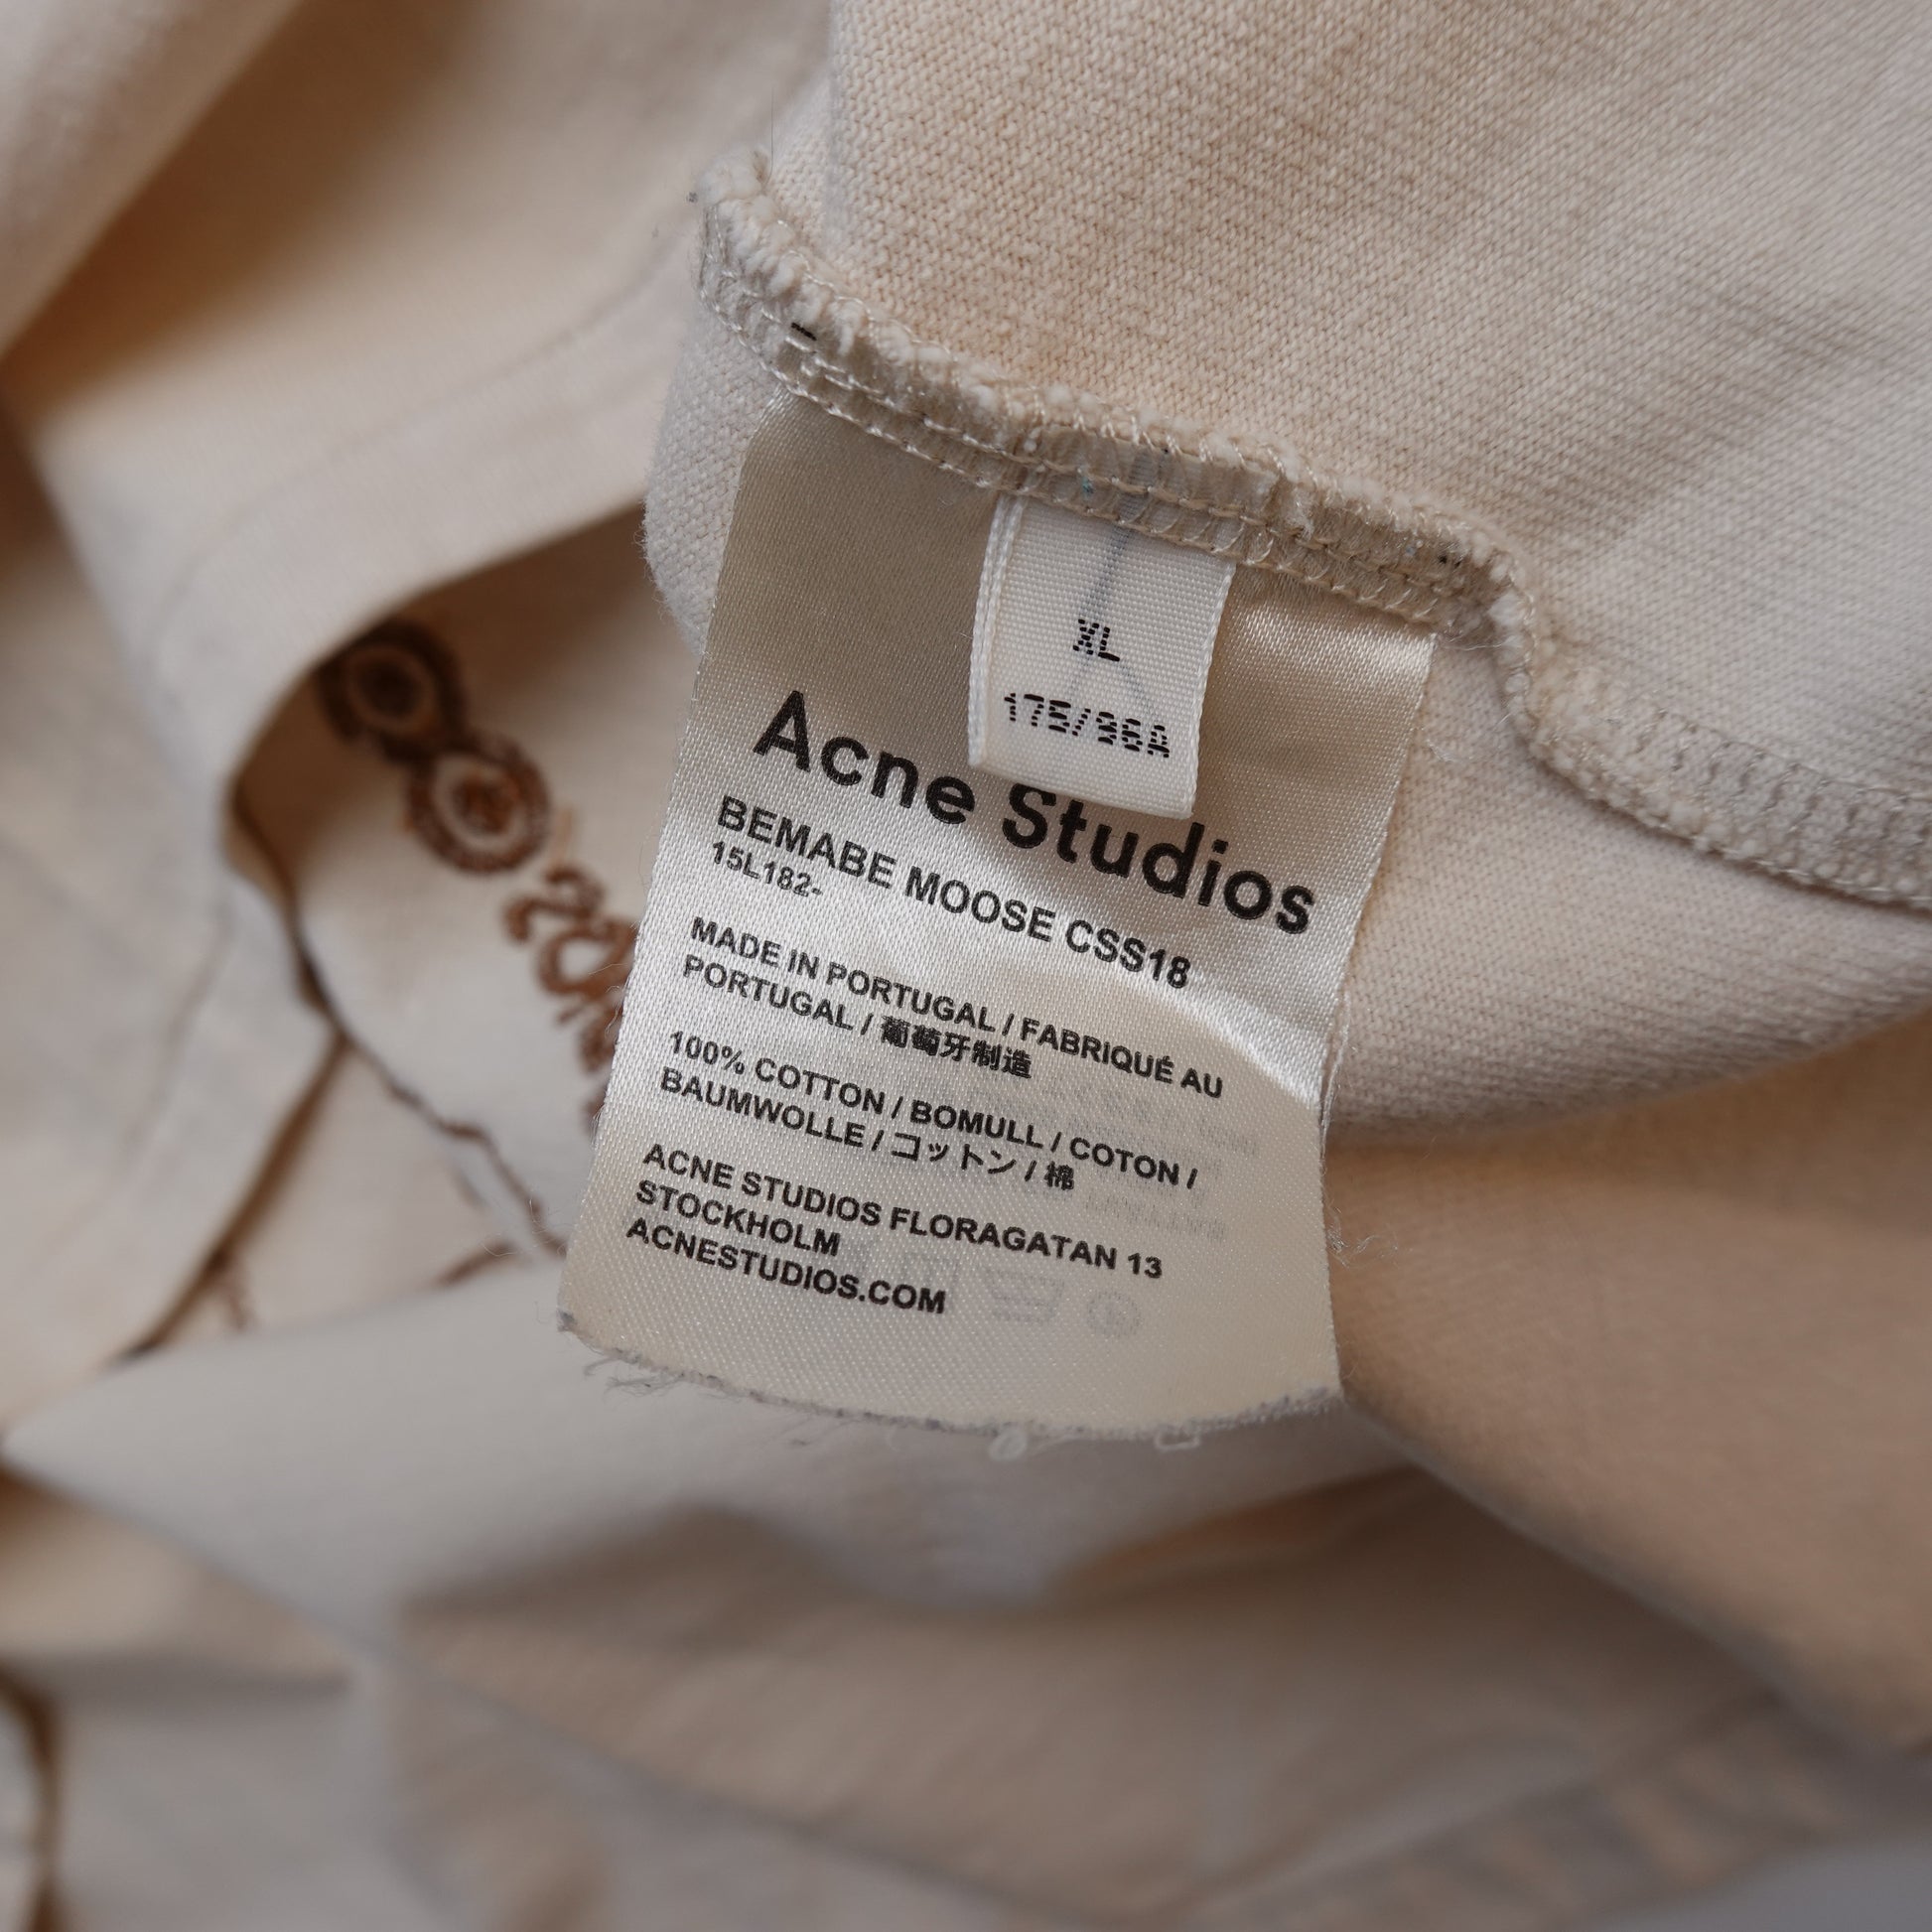 XL
175/96A
Acne Studios
BEMABE MOOSE CSS18
15L182-
MADE IN PORTUGAL / FABRIQUÉ AU
PORTUGAL / 葡萄牙制造
100% COTTON / BOMULL / COTON /
BAUMWOLLE / コットン / 棉
ACNE STUDIOS FLORAGATAN 13
STOCKHOLM
ACNESTUDIOS.COM